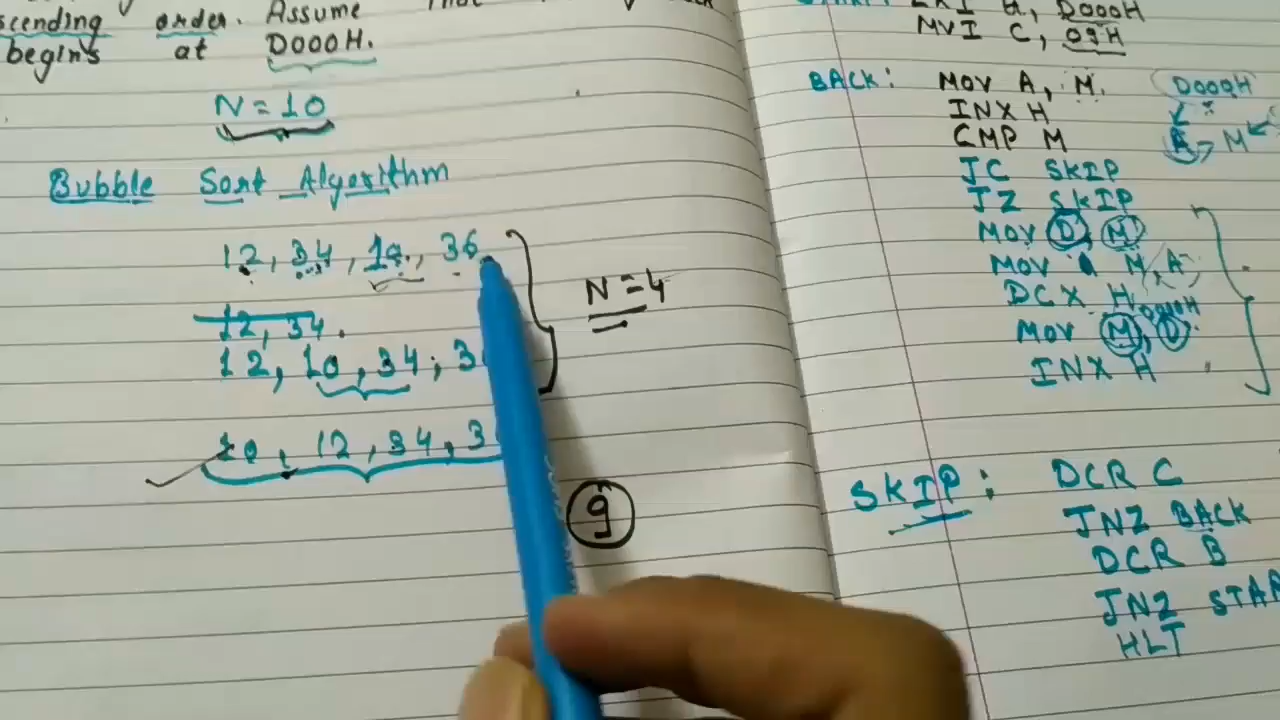 scending order. Assume
begins at D000H.
N = 10
Bubble Sort Algorithm
12, 34, 10, 36
N = 4
12, 34.
12, 10, 34, 3
10, 12, 34, 3
9
D000H
MVI C, 09H
BACK: MOV A, M. D000H
INX H
CMP M A M
JC SKIP
JZ SKIP
MOV D, M
MOV M, A
DCX H
MOV M, D
INX H
SKIP: DCR C
JNZ BACK
DCR B
JNZ STAR
HLT